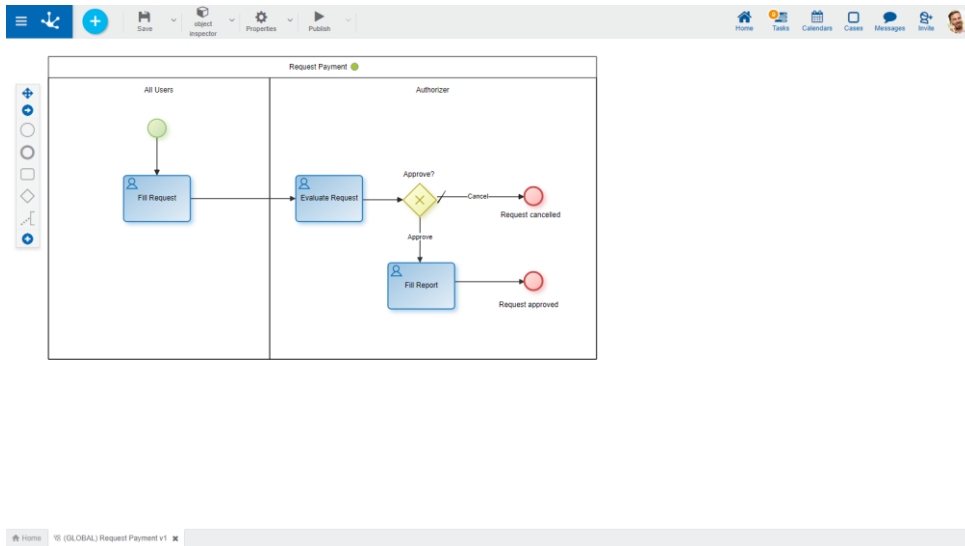 Save
object
inspector
Properties
Publish
Home
Tasks
Calendars
Cases
Messages
Invite
Request Payment
All Users
Authorizer
Approve?
Fill Request
Evaluate Request
Cancel
Request cancelled
Approve
Fill Report
Request approved
Home
(GLOBAL) Request Payment v1